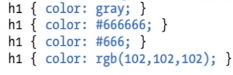 h1 { color: gray; }
h1 { color: #666666; }
h1 { color: #666; }
h1 { color: rgb(102,102,102); }